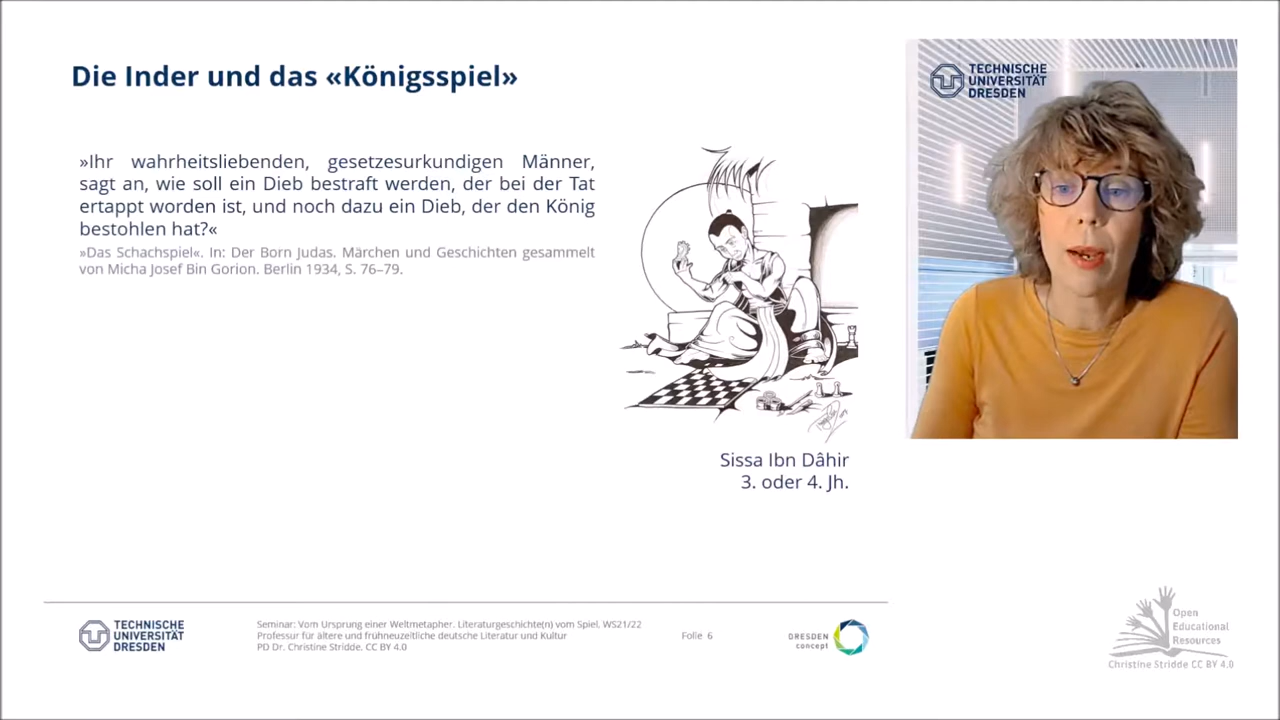 Die Inder und das «Königsspiel»
»Ihr wahrheitsliebenden, gesetzesurkundigen Männer,
sagt an, wie soll ein Dieb bestraft werden, der bei der Tat
ertappt worden ist, und noch dazu ein Dieb, der den König
bestohlen hat?«
»Das Schachspiel«. In: Der Born Judas. Märchen und Geschichten gesammelt
von Micha Josef Bin Gorion. Berlin 1934, S. 76–79.
Sissa Ibn Dâhir
3. oder 4. Jh.
TECHNISCHE
UNIVERSITÄT
DRESDEN
TECHNISCHE
UNIVERSITÄT
DRESDEN
Seminar: Vom Ursprung einer Weltmetapher. Literaturgeschichte(n) vom Spiel. WS21/22
Professur für ältere und frühneuzeitliche deutsche Literatur und Kultur
PD Dr. Christine Stridde. CC BY 4.0
Folie 6
DRESDEN
concept
Open
Educational
Resources
Christine Stridde CC BY 4.0